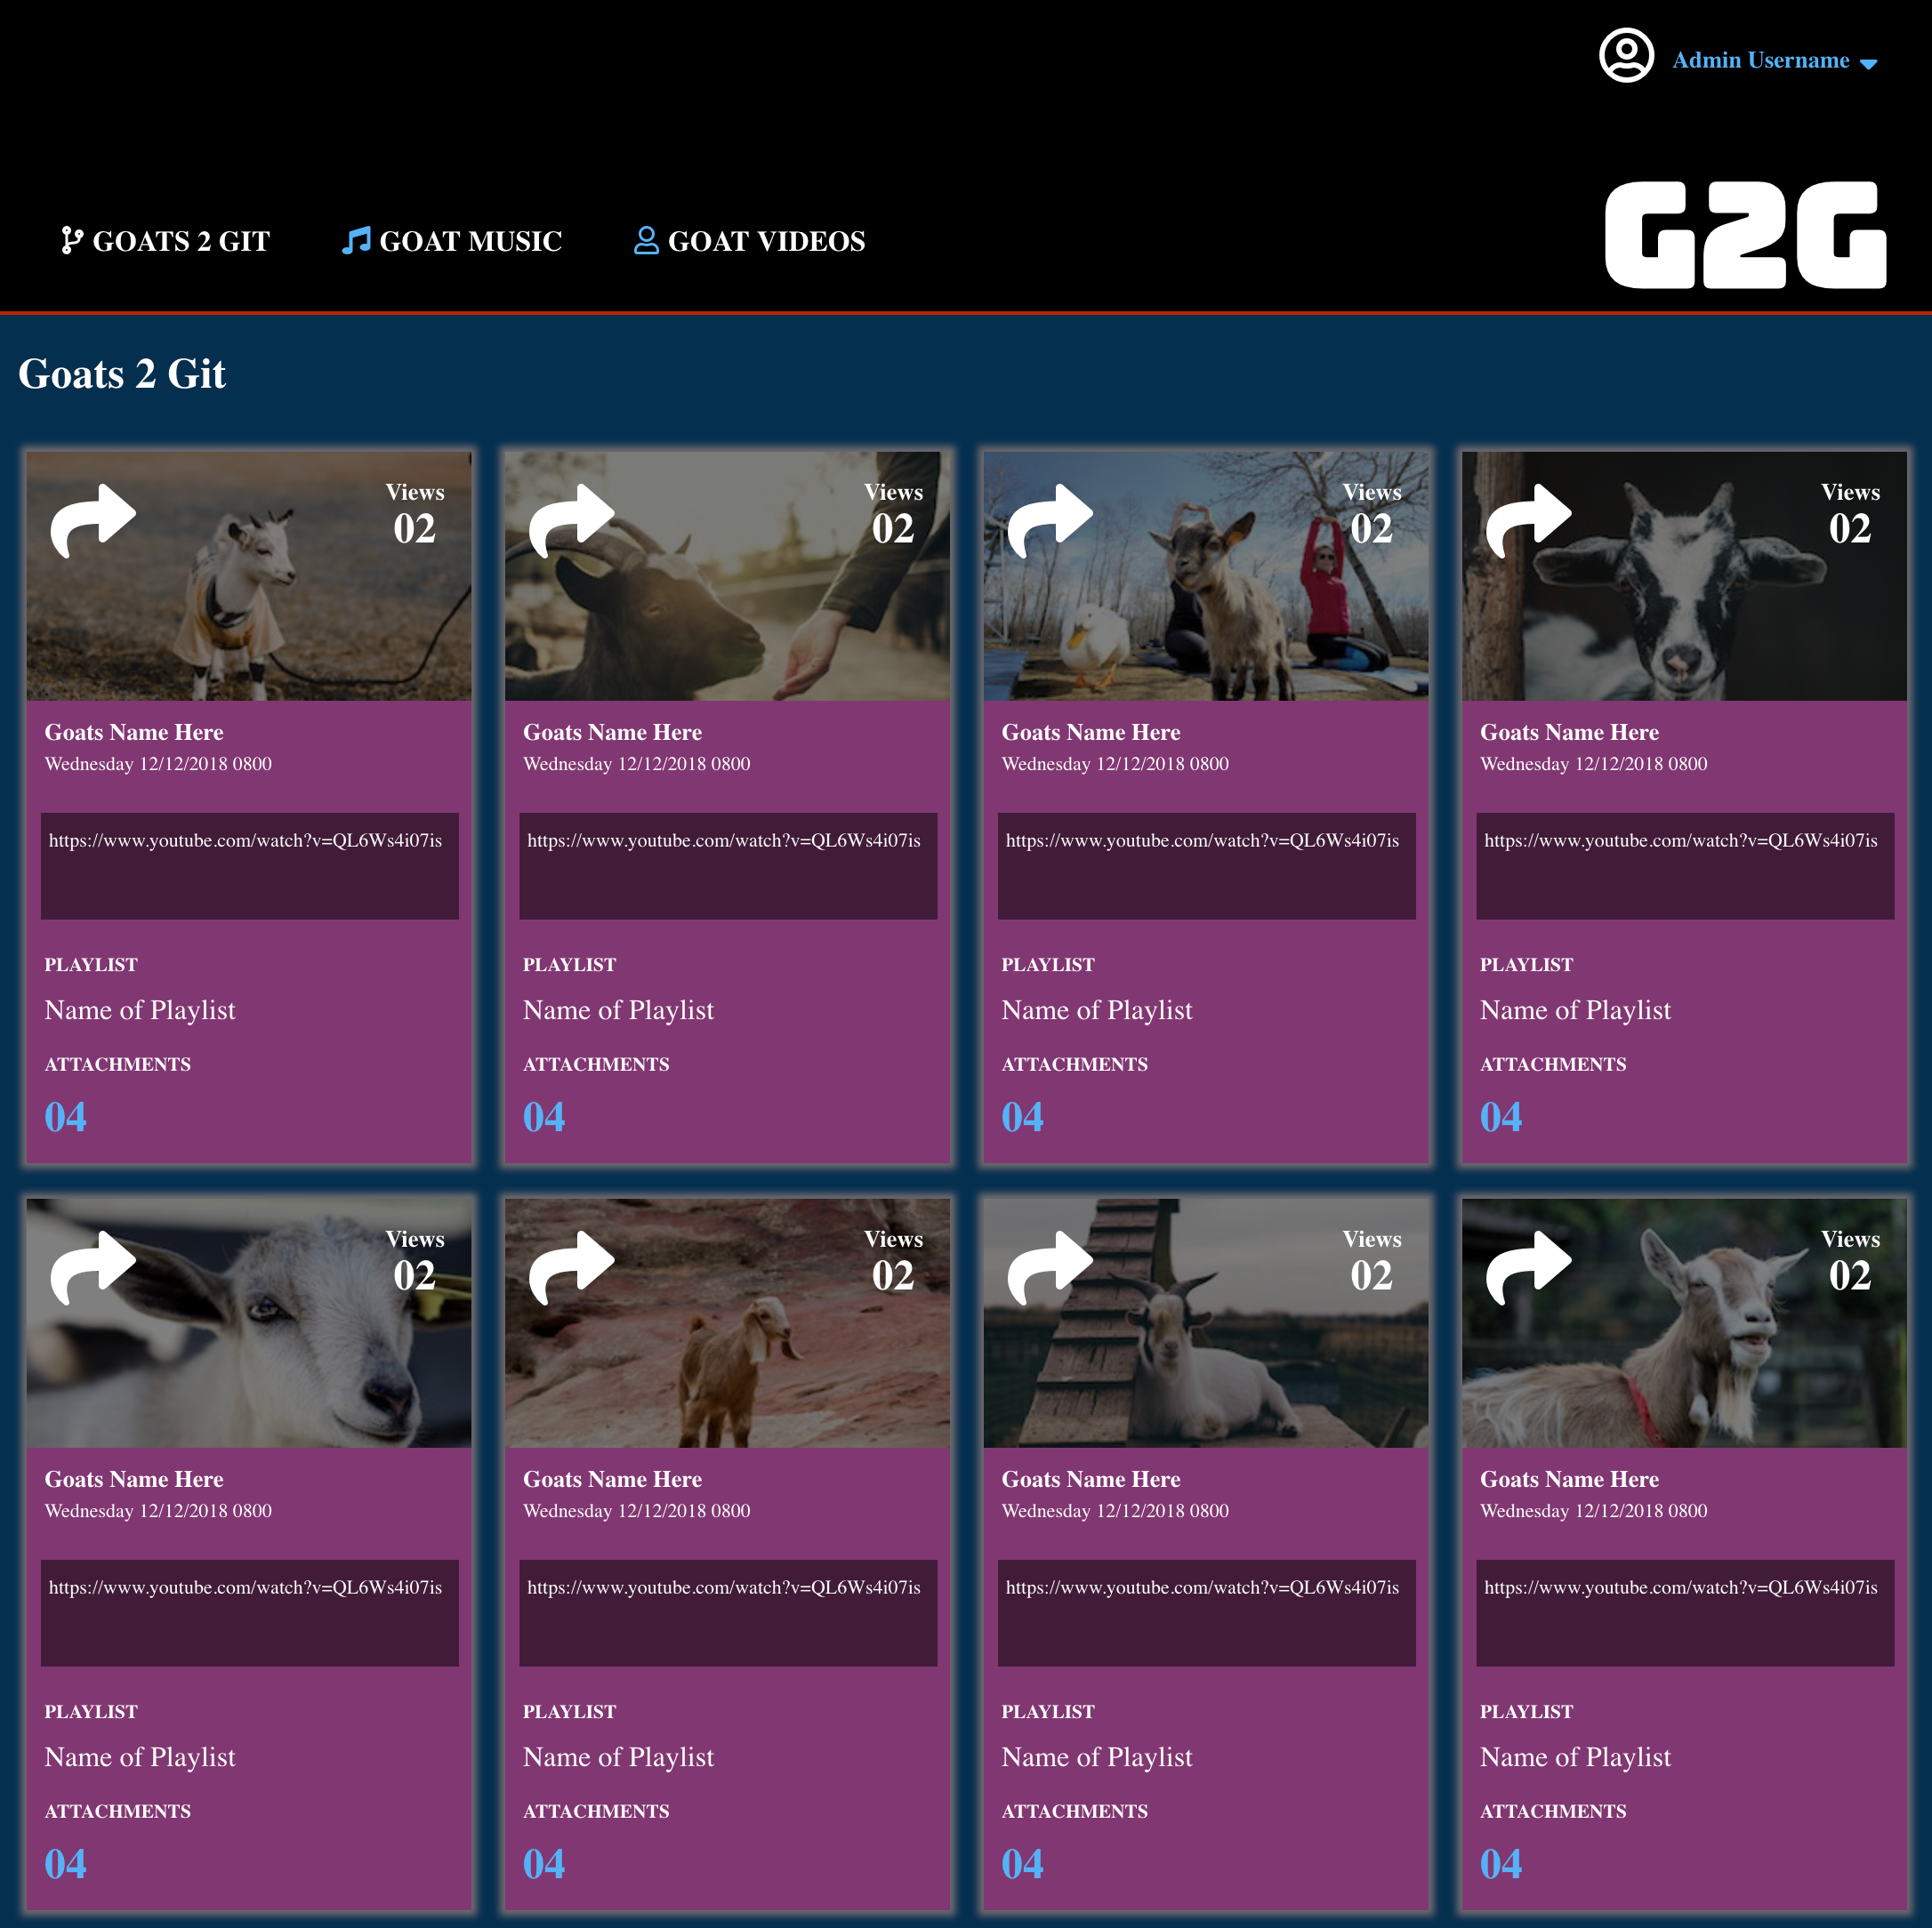 Admin Username
GOATS 2 GIT
GOAT MUSIC
GOAT VIDEOS
G2G
Goats 2 Git
Views
02
Goats Name Here
Wednesday 12/12/2018 0800
https://www.youtube.com/watch?v=QL6Ws4i07is
PLAYLIST
Name of Playlist
ATTACHMENTS
04
Views
02
Goats Name Here
Wednesday 12/12/2018 0800
https://www.youtube.com/watch?v=QL6Ws4i07is
PLAYLIST
Name of Playlist
ATTACHMENTS
04
Views
02
Goats Name Here
Wednesday 12/12/2018 0800
https://www.youtube.com/watch?v=QL6Ws4i07is
PLAYLIST
Name of Playlist
ATTACHMENTS
04
Views
02
Goats Name Here
Wednesday 12/12/2018 0800
https://www.youtube.com/watch?v=QL6Ws4i07is
PLAYLIST
Name of Playlist
ATTACHMENTS
04
Views
02
Goats Name Here
Wednesday 12/12/2018 0800
https://www.youtube.com/watch?v=QL6Ws4i07is
PLAYLIST
Name of Playlist
ATTACHMENTS
04
Views
02
Goats Name Here
Wednesday 12/12/2018 0800
https://www.youtube.com/watch?v=QL6Ws4i07is
PLAYLIST
Name of Playlist
ATTACHMENTS
04
Views
02
Goats Name Here
Wednesday 12/12/2018 0800
https://www.youtube.com/watch?v=QL6Ws4i07is
PLAYLIST
Name of Playlist
ATTACHMENTS
04
Views
02
Goats Name Here
Wednesday 12/12/2018 0800
https://www.youtube.com/watch?v=QL6Ws4i07is
PLAYLIST
Name of Playlist
ATTACHMENTS
04